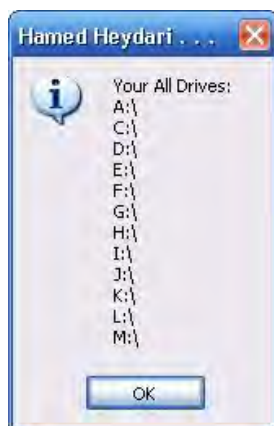 Hamed Heydari . . .
Your All Drives:
A:\
C:\
D:\
E:\
F:\
G:\
H:\
I:\
J:\
K:\
L:\
M:\
OK